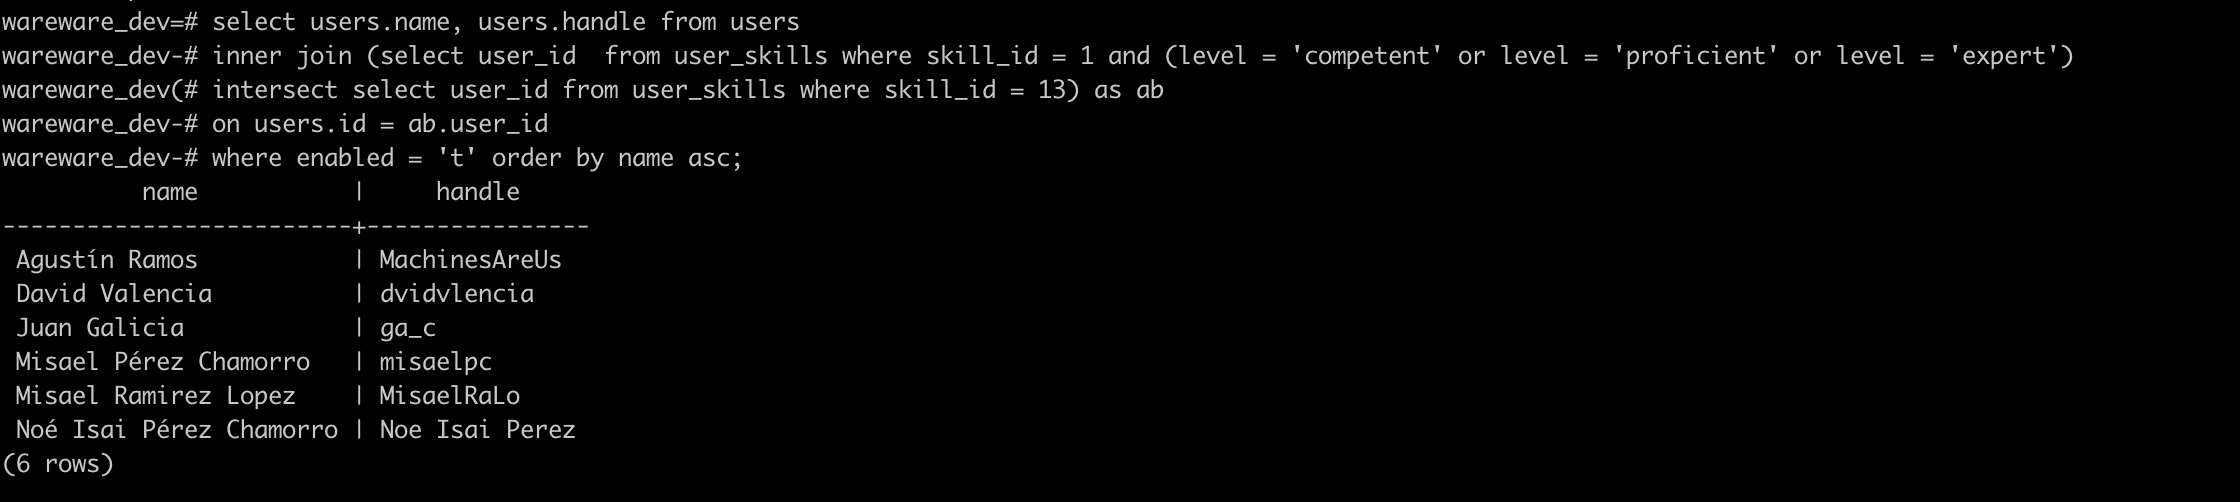 wareware_dev=# select users.name, users.handle from users
wareware_dev-# inner join (select user_id  from user_skills where skill_id = 1 and (level = 'competent' or level = 'proficient' or level = 'expert')
wareware_dev(# intersect select user_id from user_skills where skill_id = 13) as ab
wareware_dev-# on users.id = ab.user_id
wareware_dev-# where enabled = 't' order by name asc;
          name           |     handle
-------------------------+----------------
 Agustín Ramos           | MachinesAreUs
 David Valencia          | dvidvlencia
 Juan Galicia            | ga_c
 Misael Pérez Chamorro   | misaelpc
 Misael Ramirez Lopez    | MisaelRaLo
 Noé Isai Pérez Chamorro | Noe Isai Perez
(6 rows)